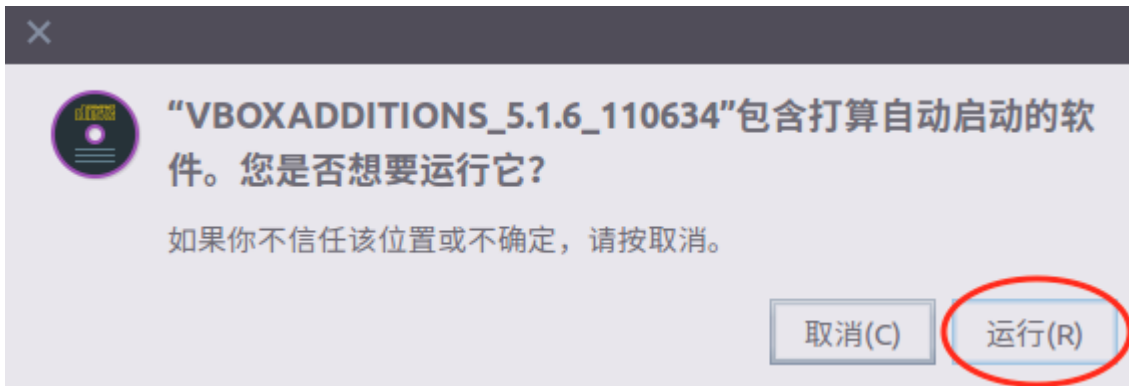 “VBOXADDITIONS_5.1.6_110634”包含打算自动启动的软
件。您是否想要运行它？
如果你不信任该位置或不确定，请按取消。
取消(C) 运行(R)